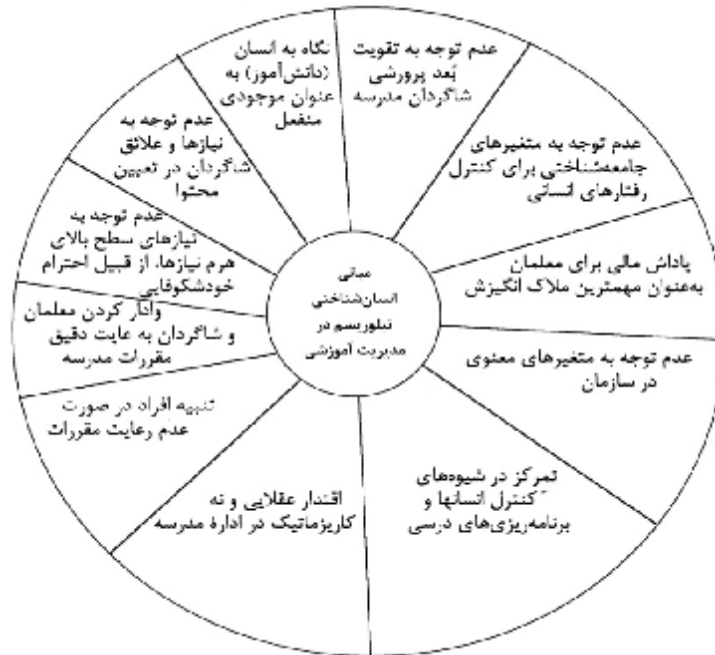 مبانی
انسان‌شناختی
تیلوریسم در
مدیریت آموزشی
عدم توجه به تقویت
بُعد پرورشی
شاگردان مدرسه
عدم توجه به متغیرهای
جامعه‌شناختی برای کنترل
رفتارهای انسانی
پاداش مالی برای معلمان
به‌عنوان مهمترین ملاک انگیزش
عدم توجه به متغیرهای معنوی
در سازمان
تمرکز در شیوه‌های
کنترل انسانها و
برنامه‌ریزی‌های درسی
اقتدار عقلایی و نه
کاریزماتیک در ادارهٔ مدرسه
تنبیه افراد در صورت
عدم رعایت مقررات
وادار کردن معلمان
و شاگردان به عایت دقیق
مقررات مدرسه
عدم توجه به
نیازهای سطح بالای
هرم نیازها، از قبیل احترام
خودشکوفایی
عدم توجه به
نیازها و علائق
شاگردان در تعیین
محتوا
نگاه به انسان
(دانش‌آموز) به
عنوان موجودی
منفعل